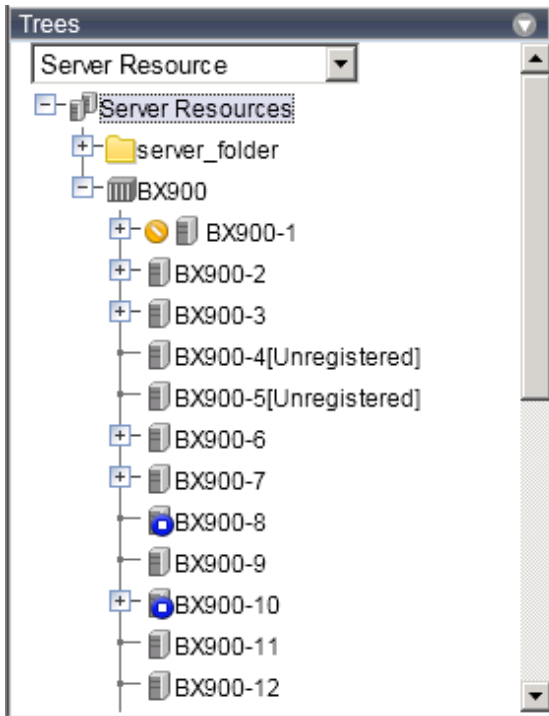 Trees
Server Resource
Server Resources
server_folder
BX900
BX900-1
BX900-2
BX900-3
BX900-4[Unregistered]
BX900-5[Unregistered]
BX900-6
BX900-7
BX900-8
BX900-9
BX900-10
BX900-11
BX900-12